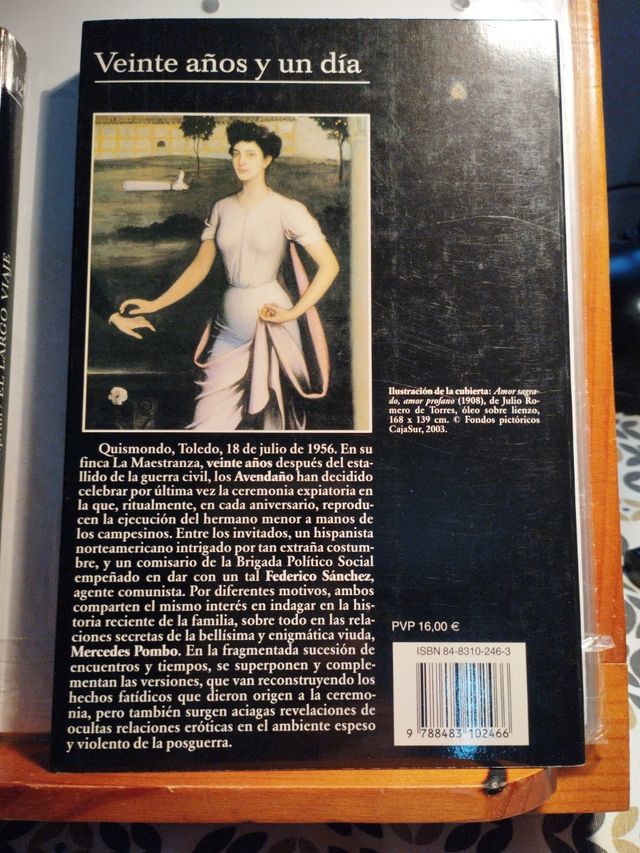 Veinte años y un día
Ilustración de la cubierta: Amor sagra-
do, amor profano (1908), de Julio Ro-
mero de Torres, óleo sobre lienzo,
168 x 139 cm. © Fondos pictóricos
CajaSur, 2003.
Quismondo, Toledo, 18 de julio de 1956. En su
finca La Maestranza, veinte años después del esta-
llido de la guerra civil, los Avendaño han decidido
celebrar por última vez la ceremonia expiatoria en
la que, ritualmente, en cada aniversario, reprodu-
cen la ejecución del hermano menor a manos de
los campesinos. Entre los invitados, un hispanista
norteamericano intrigado por tan extraña costum-
bre, y un comisario de la Brigada Político Social
empeñado en dar con un tal Federico Sánchez,
agente comunista. Por diferentes motivos, ambos
comparten el mismo interés en indagar en la his-
toria reciente de la familia, sobre todo en las rela-
ciones secretas de la bellísima y enigmática viuda,
Mercedes Pombo. En la fragmentada sucesión de
encuentros y tiempos, se superponen y comple-
mentan las versiones, que van reconstruyendo los
hechos fatídicos que dieron origen a la ceremo-
nia, pero también surgen aciagas revelaciones de
ocultas relaciones eróticas en el ambiente espeso
y violento de la posguerra.
PVP 16,00 €
ISBN 84-8310-246-3
9 788483 102466
EL LARGO VIAJE